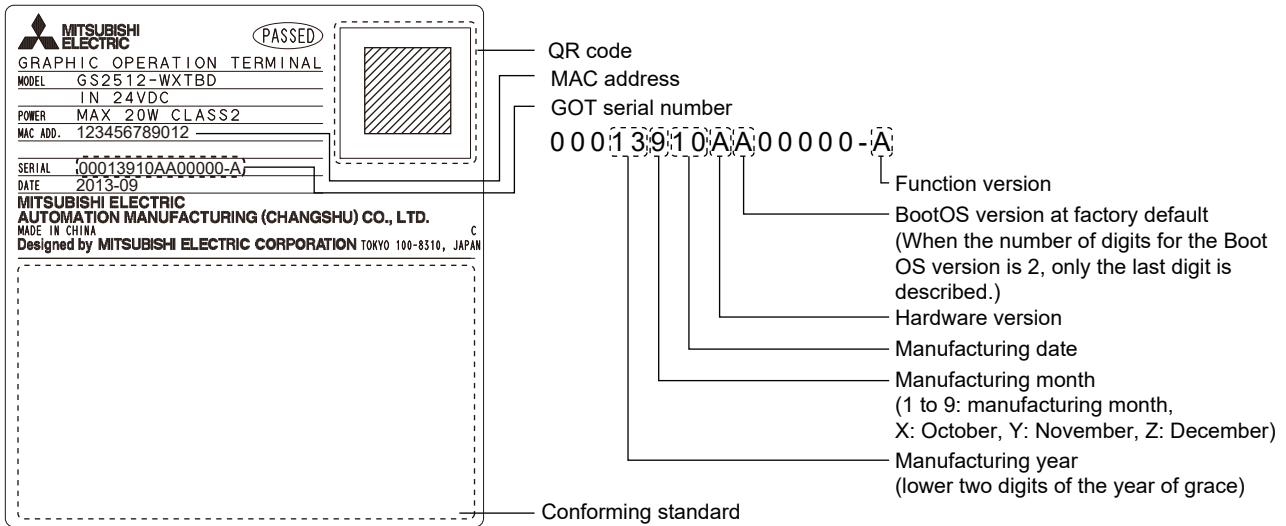 MITSUBISHI
ELECTRIC
PASSED
GRAPHIC OPERATION TERMINAL
MODEL GS2512-WXTBD
IN 24VDC
POWER MAX 20W CLASS2
MAC ADD. 123456789012
SERIAL 00013910AA00000-A
DATE 2013-09
MITSUBISHI ELECTRIC
AUTOMATION MANUFACTURING (CHANGSHU) CO., LTD.
MADE IN CHINA C
Designed by MITSUBISHI ELECTRIC CORPORATION TOKYO 100-8310, JAPAN
QR code
MAC address
GOT serial number
00013910AA00000-A
Function version
BootOS version at factory default
(When the number of digits for the Boot
OS version is 2, only the last digit is
described.)
Hardware version
Manufacturing date
Manufacturing month
(1 to 9: manufacturing month,
X: October, Y: November, Z: December)
Manufacturing year
(lower two digits of the year of grace)
Conforming standard